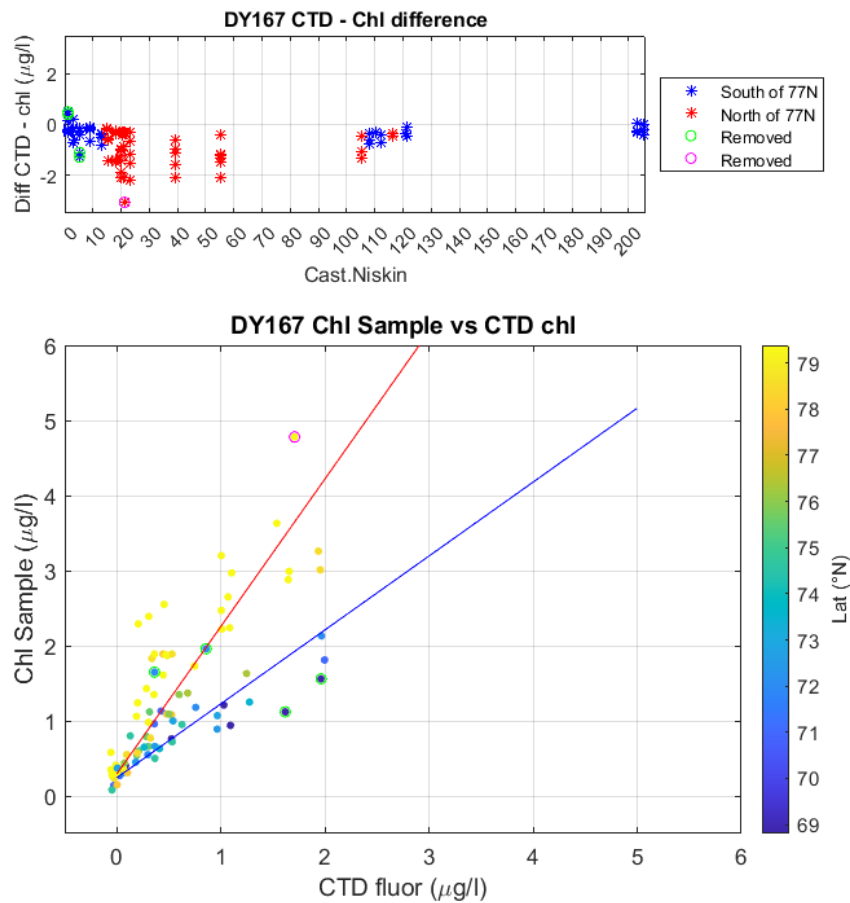 DY167 CTD - Chl difference
Diff CTD - chl (μg/l)
2
0
-2
0 10 20 30 40 50 60 70 80 90 100 110 120 130 140 150 160 170 180 190 200
Cast.Niskin
South of 77N
North of 77N
Removed
Removed
DY167 Chl Sample vs CTD chl
Chl Sample (μg/l)
6
5
4
3
2
1
0
0 1 2 3 4 5 6
CTD fluor (μg/l)
79
78
77
76
75
74
73
72
71
70
69
Lat (°N)